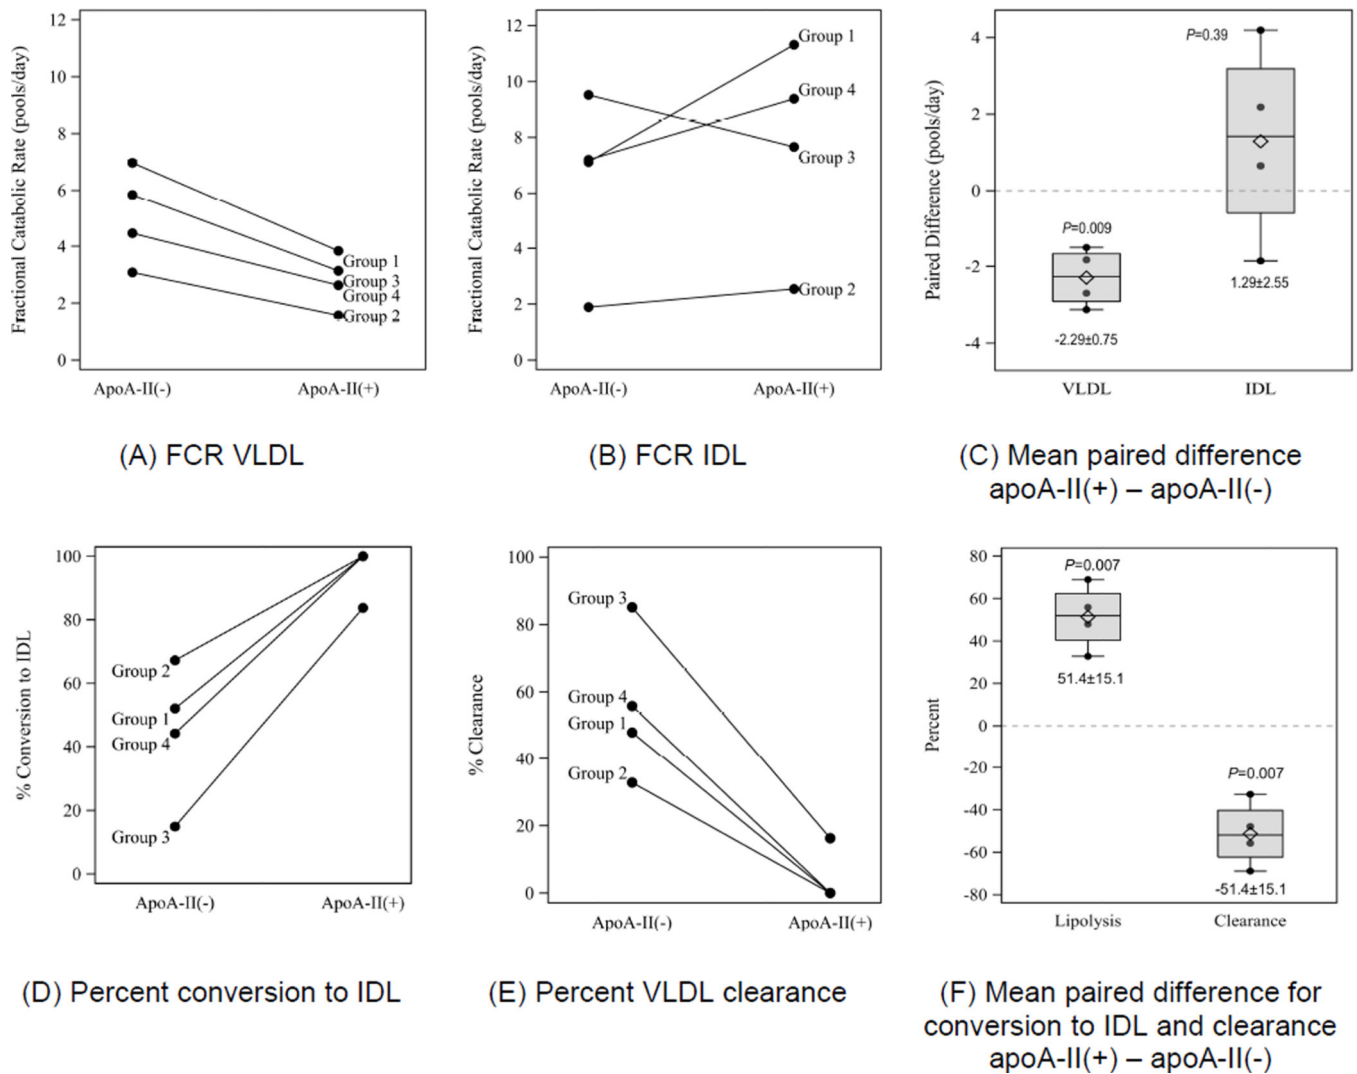 12
10
8
6
4
2
0
Fractional Catabolic Rate (pools/day)
Group 1
Group 3
Group 4
Group 2
ApoA-II(-)
ApoA-II(+)
(A) FCR VLDL
12
10
8
6
4
2
0
Fractional Catabolic Rate (pools/day)
Group 1
Group 4
Group 3
Group 2
ApoA-II(-)
ApoA-II(+)
(B) FCR IDL
4
2
0
-2
-4
Paired Difference (pools/day)
P=0.39
P=0.009
1.29±2.55
-2.29±0.75
VLDL
IDL
(C) Mean paired difference
apoA-II(+) – apoA-II(-)
100
80
60
40
20
0
% Conversion to IDL
Group 2
Group 1
Group 4
Group 3
ApoA-II(-)
ApoA-II(+)
(D) Percent conversion to IDL
100
80
60
40
20
0
% Clearance
Group 3
Group 4
Group 1
Group 2
ApoA-II(-)
ApoA-II(+)
(E) Percent VLDL clearance
80
60
40
20
0
-20
-40
-60
-80
Percent
P=0.007
51.4±15.1
P=0.007
-51.4±15.1
Lipolysis
Clearance
(F) Mean paired difference for
conversion to IDL and clearance
apoA-II(+) – apoA-II(-)